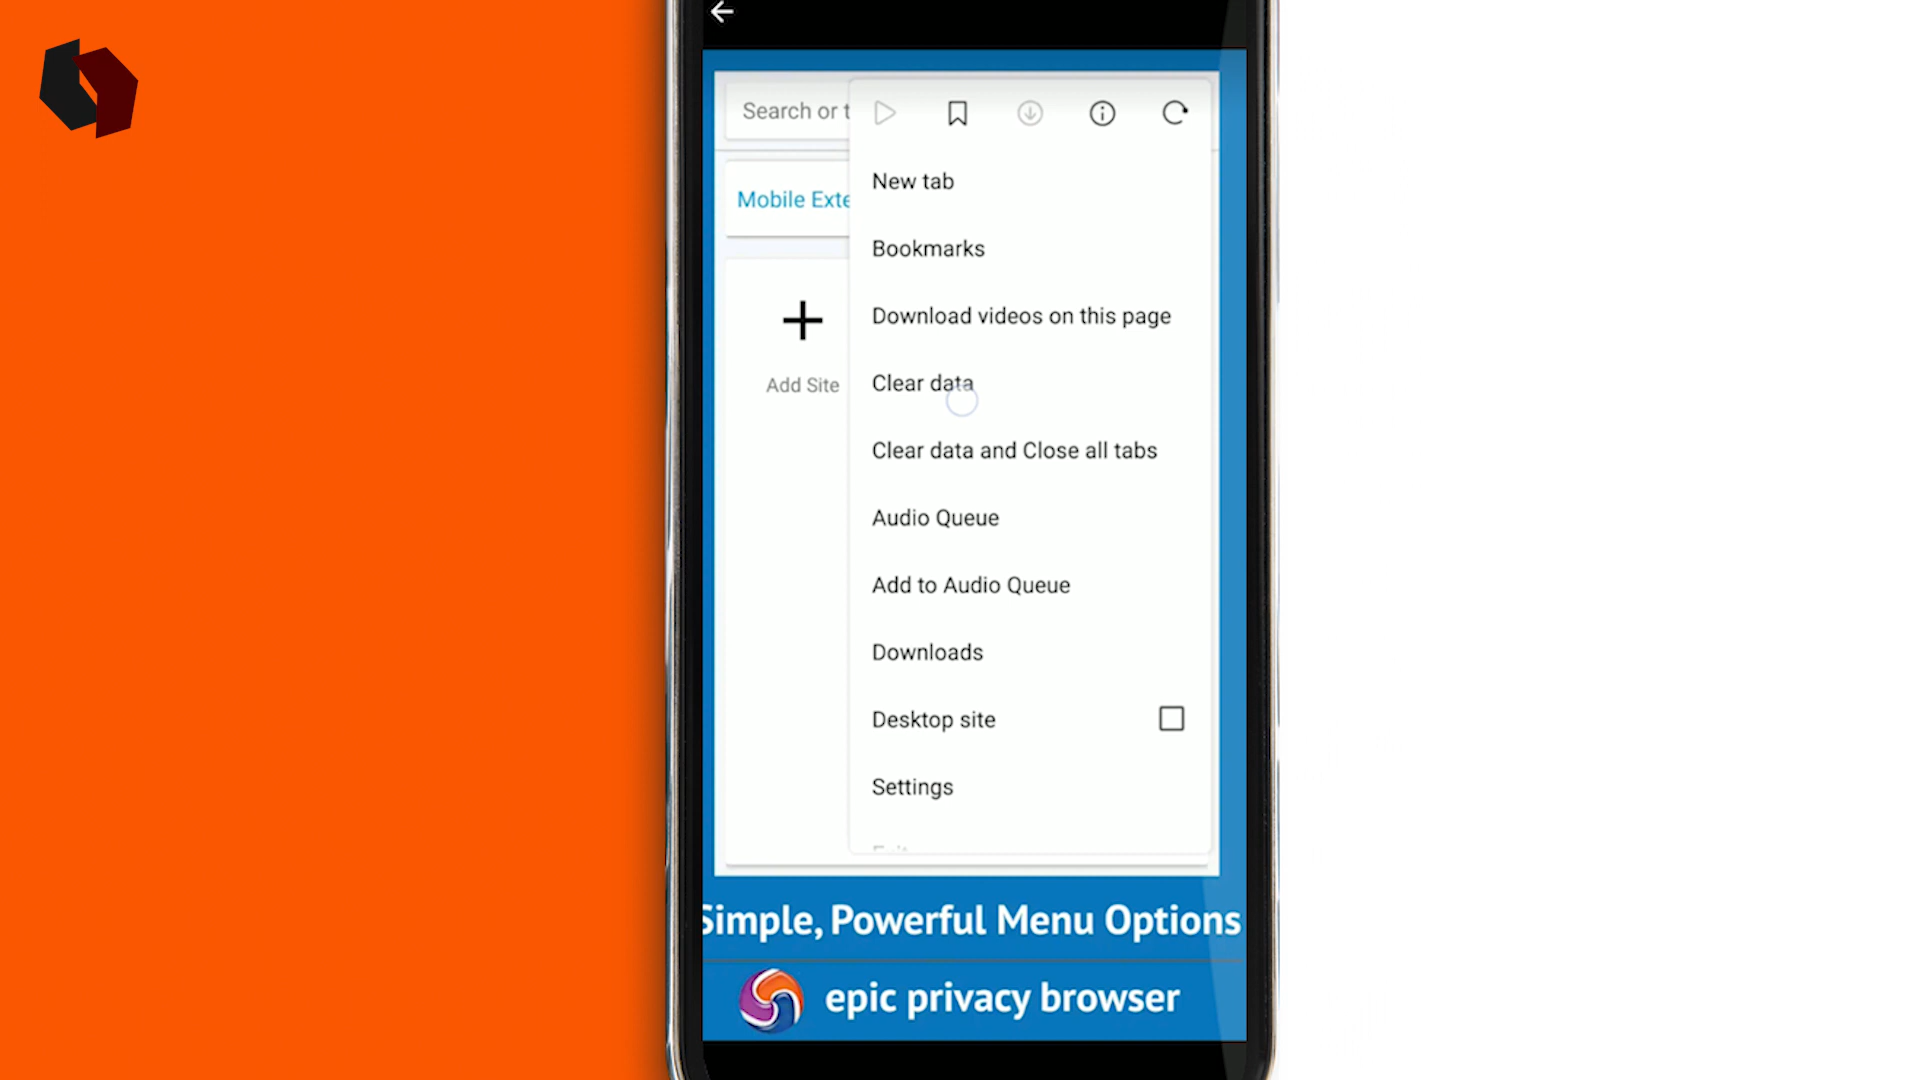 Search or t
New tab
Mobile Exte
Bookmarks
Download videos on this page
Add Site
Clear data
Clear data and Close all tabs
Audio Queue
Add to Audio Queue
Downloads
Desktop site
Settings
Simple, Powerful Menu Options
epic privacy browser